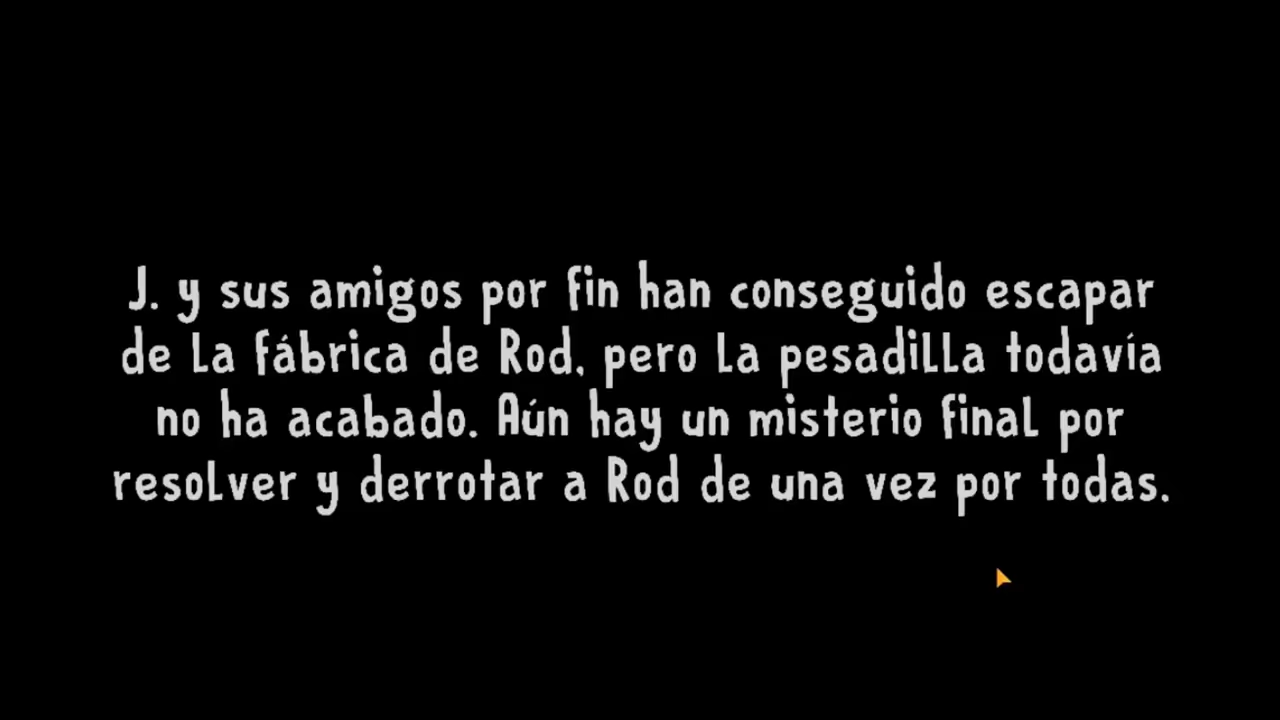 J. y sus amigos por fin han conseguido escapar
de la fábrica de Rod, pero la pesadilla todavía
no ha acabado. Aún hay un misterio final por
resolver y derrotar a Rod de una vez por todas.